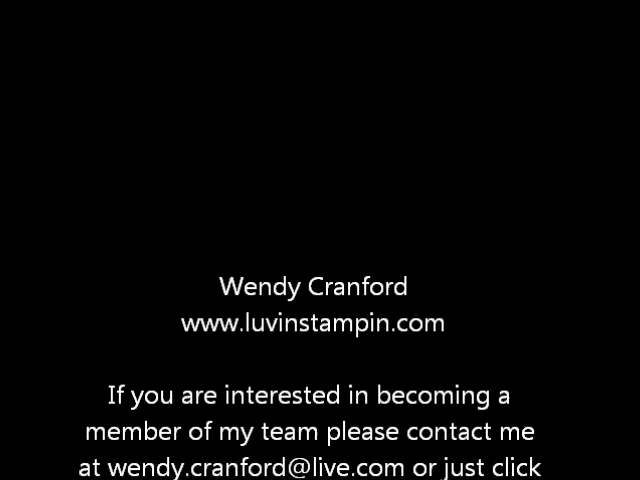 Wendy Cranford
www.luvinstampin.com
If you are interested in becoming a
member of my team please contact me
at wendy.cranford@live.com or just click